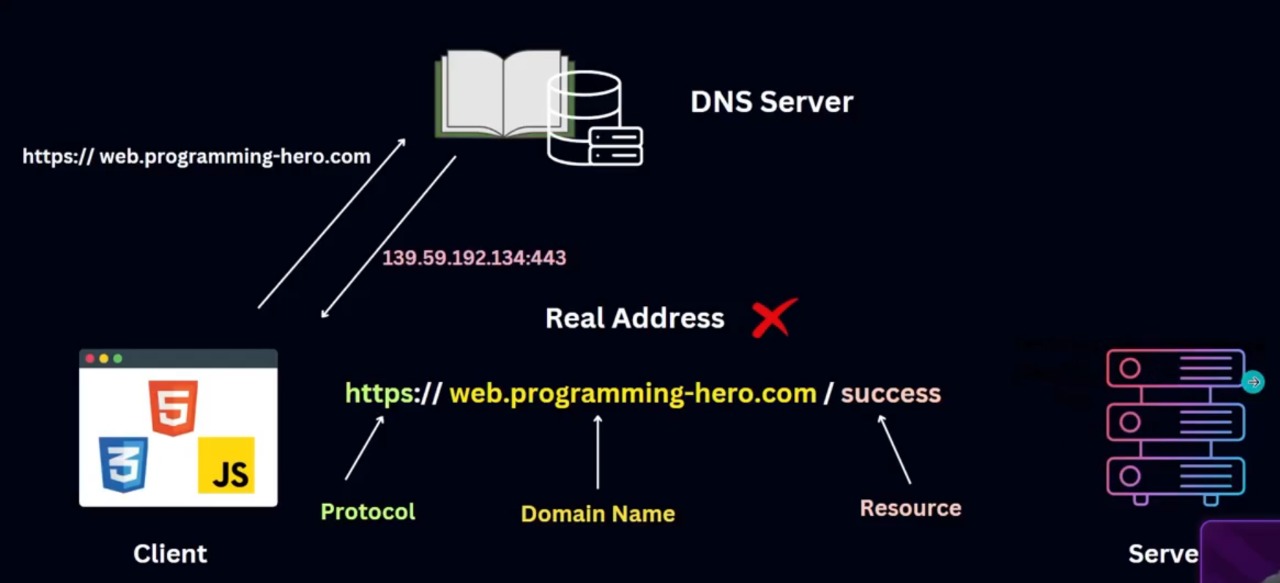 DNS Server
https:// web.programming-hero.com
139.59.192.134:443
Real Address
https:// web.programming-hero.com / success
5
3
JS
Protocol
Domain Name
Resource
Client
Serve